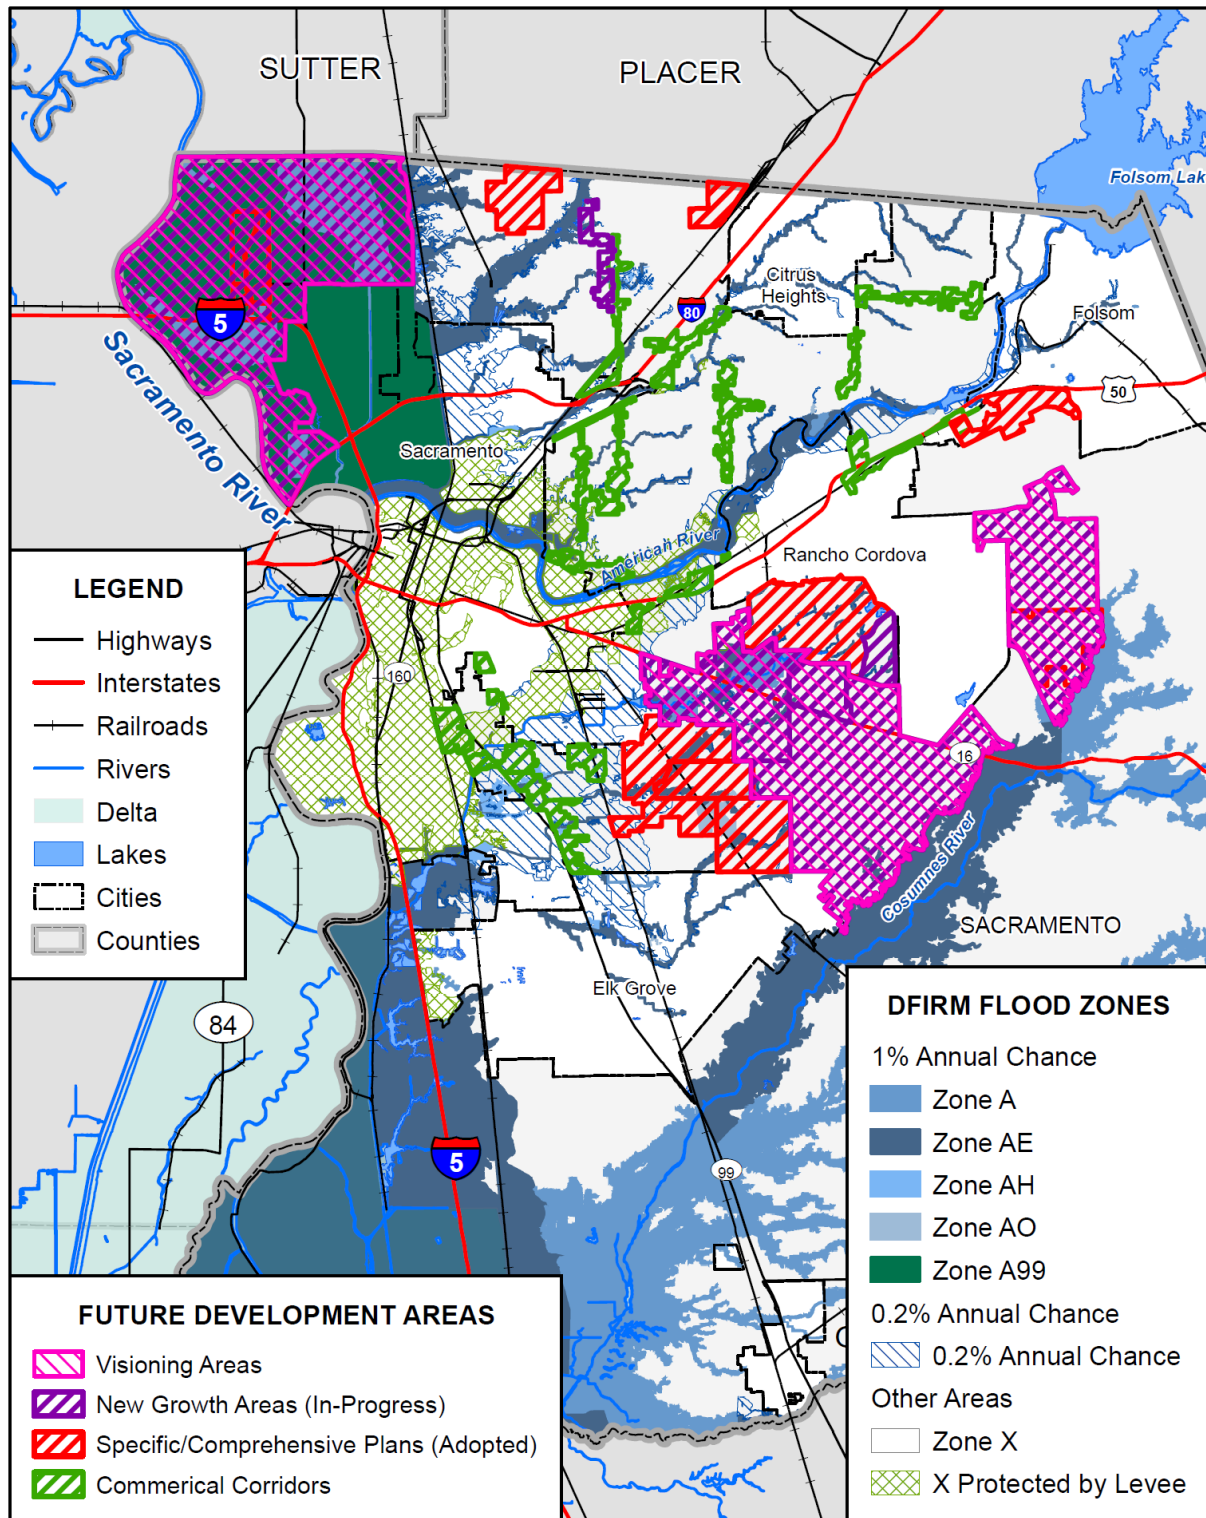 SUTTER
PLACER
Folsom Lak
Citrus
Heights
80
Folsom
5
50
Sacramento River
Sacramento
American River
Rancho Cordova
160
16
Cosumnes River
SACRAMENTO
Elk Grove
84
5
99
LEGEND
Highways
Interstates
Railroads
Rivers
Delta
Lakes
Cities
Counties
FUTURE DEVELOPMENT AREAS
Visioning Areas
New Growth Areas (In-Progress)
Specific/Comprehensive Plans (Adopted)
Commerical Corridors
DFIRM FLOOD ZONES
1% Annual Chance
Zone A
Zone AE
Zone AH
Zone AO
Zone A99
0.2% Annual Chance
0.2% Annual Chance
Other Areas
Zone X
X Protected by Levee